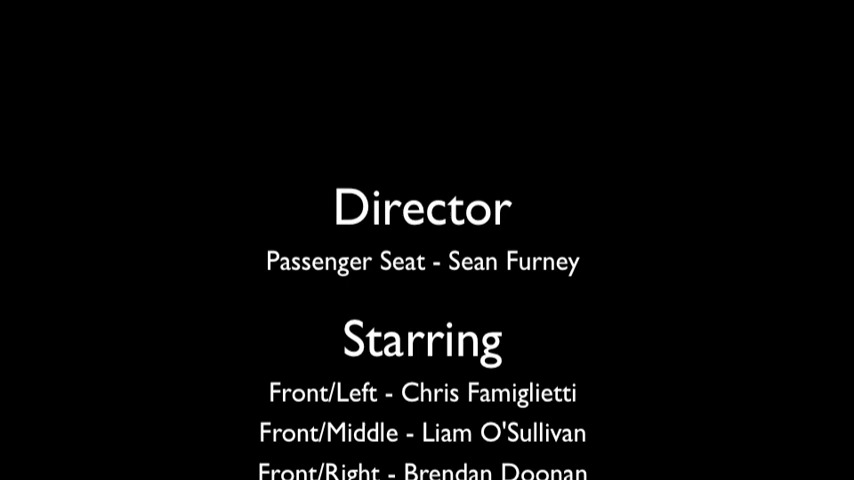 Director
Passenger Seat - Sean Furney
Starring
Front/Left - Chris Famiglietti
Front/Middle - Liam O'Sullivan
Front/Right - Brendan Doonan